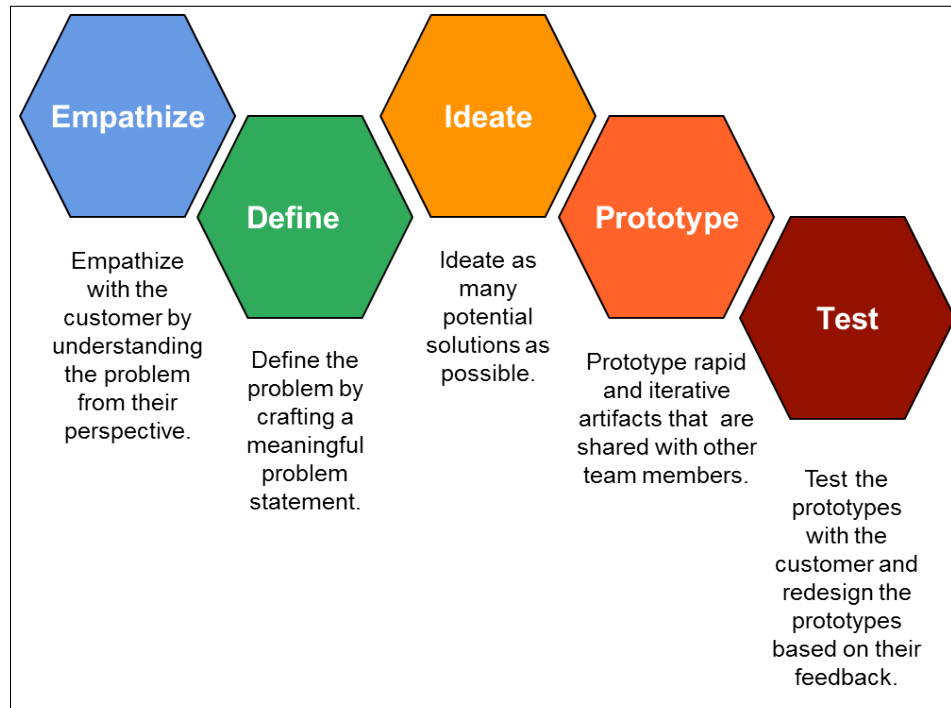 Empathize
Empathize
with the
customer by
understanding
the problem
from their
perspective.
Define
Define the
problem by
crafting a
meaningful
problem
statement.
Ideate
Ideate as
many
potential
solutions as
possible.
Prototype
Prototype rapid
and iterative
artifacts that  are
shared with other
team members.
Test
Test the
prototypes
with the
customer and
redesign the
prototypes
based on their
feedback.